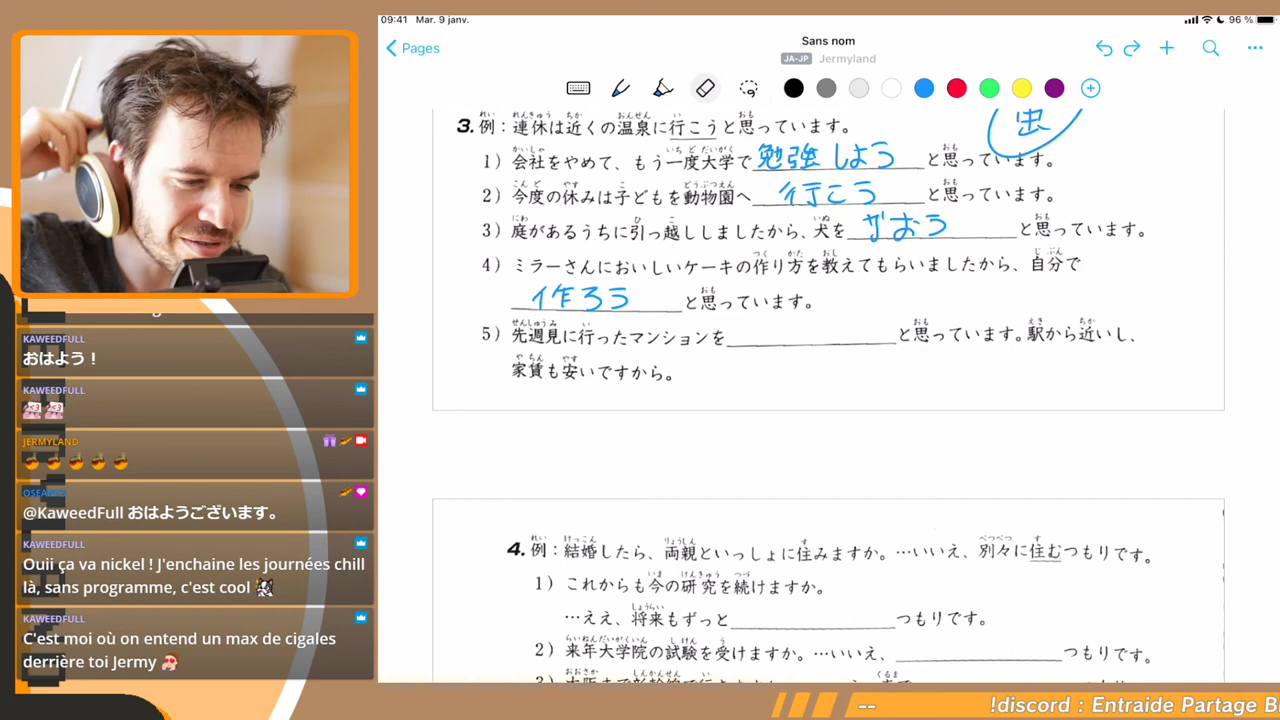 09:41 Mar. 9 janv.
96 %
Pages
Sans nom
JA-JP Jermyland
3. 例：連休は近くの温泉に行こうと思っています。
1）会社をやめて、もう一度大学で勉強しようと思っています。
2）今度の休みは子どもを動物園へ行こうと思っています。
3）庭があるうちに引っ越ししましたから、犬を おうと思っています。
4）ミラーさんにおいしいケーキの作り方を教えてもらいましたから、自分で
作ろうと思っています。
5）先週見に行ったマンションを と思っています。駅から近いし、
家賃も安いですから。
4. 例：結婚したら、両親といっしょに住みますか。…いいえ、別々に住むつもりです。
1）これからも今の研究を続けますか。
…ええ、将来もずっと つもりです。
2）来年大学院の試験を受けますか。…いいえ、 つもりです。
KAWEEDFULL
おはよう！
KAWEEDFULL
JERMYLAND
@KaweedFull おはようございます。
KAWEEDFULL
Ouii ça va nickel ! J'enchaine les journées chill
là, sans programme, c'est cool
KAWEEDFULL
C'est moi où on entend un max de cigales
derrière toi Jermy
-- !discord : Entraide Partage B